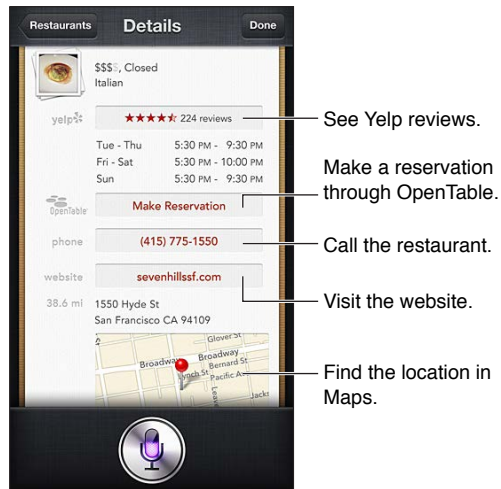 Restaurants
Details
Done
$$$$, Closed
Italian
yelp
224 reviews
See Yelp reviews.
Tue - Thu 5:30 PM - 9:30 PM
Fri - Sat 5:30 PM - 10:00 PM
Sun 5:30 PM - 9:30 PM
OpenTable
Make Reservation
Make a reservation
through OpenTable.
phone
(415) 775-1550
Call the restaurant.
website
sevenhillssf.com
Visit the website.
38.6 mi
1550 Hyde St
San Francisco CA 94109
Glover St
Broadway
Broadway
Bernard St
Lynch St
Pacific A
Leave
Jacks
Find the location in
Maps.